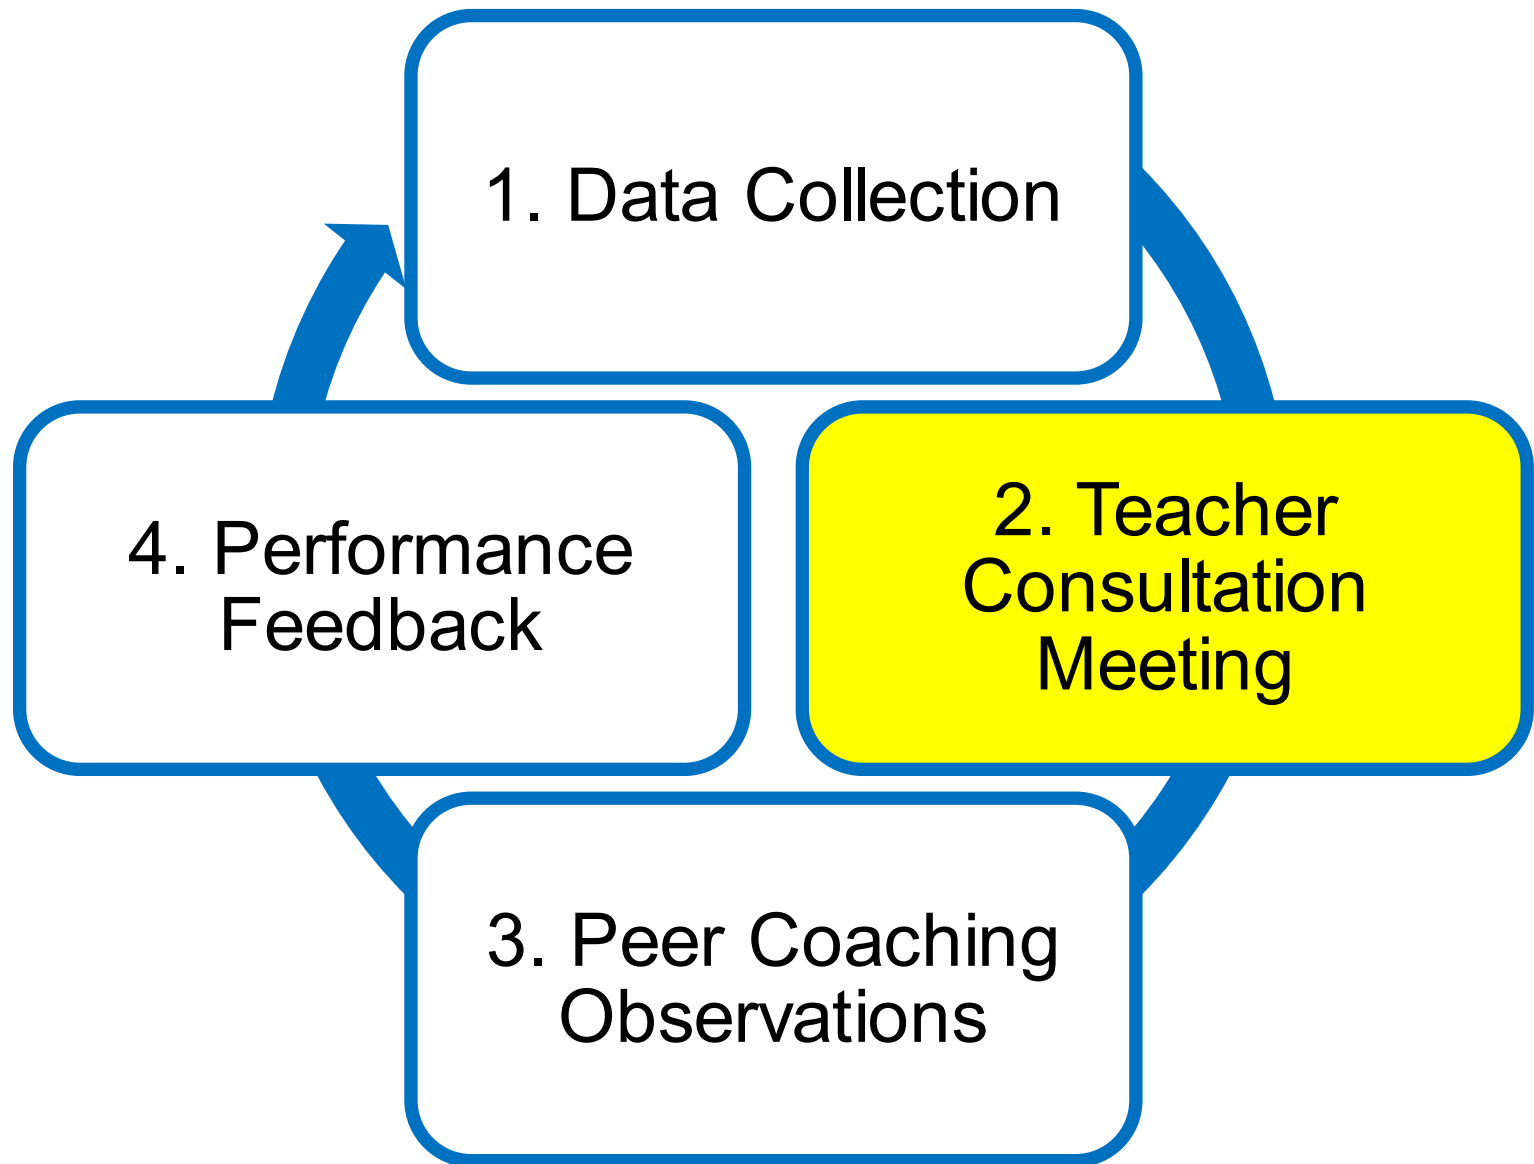 1. Data Collection
2. Teacher
Consultation
Meeting
3. Peer Coaching
Observations
4. Performance
Feedback